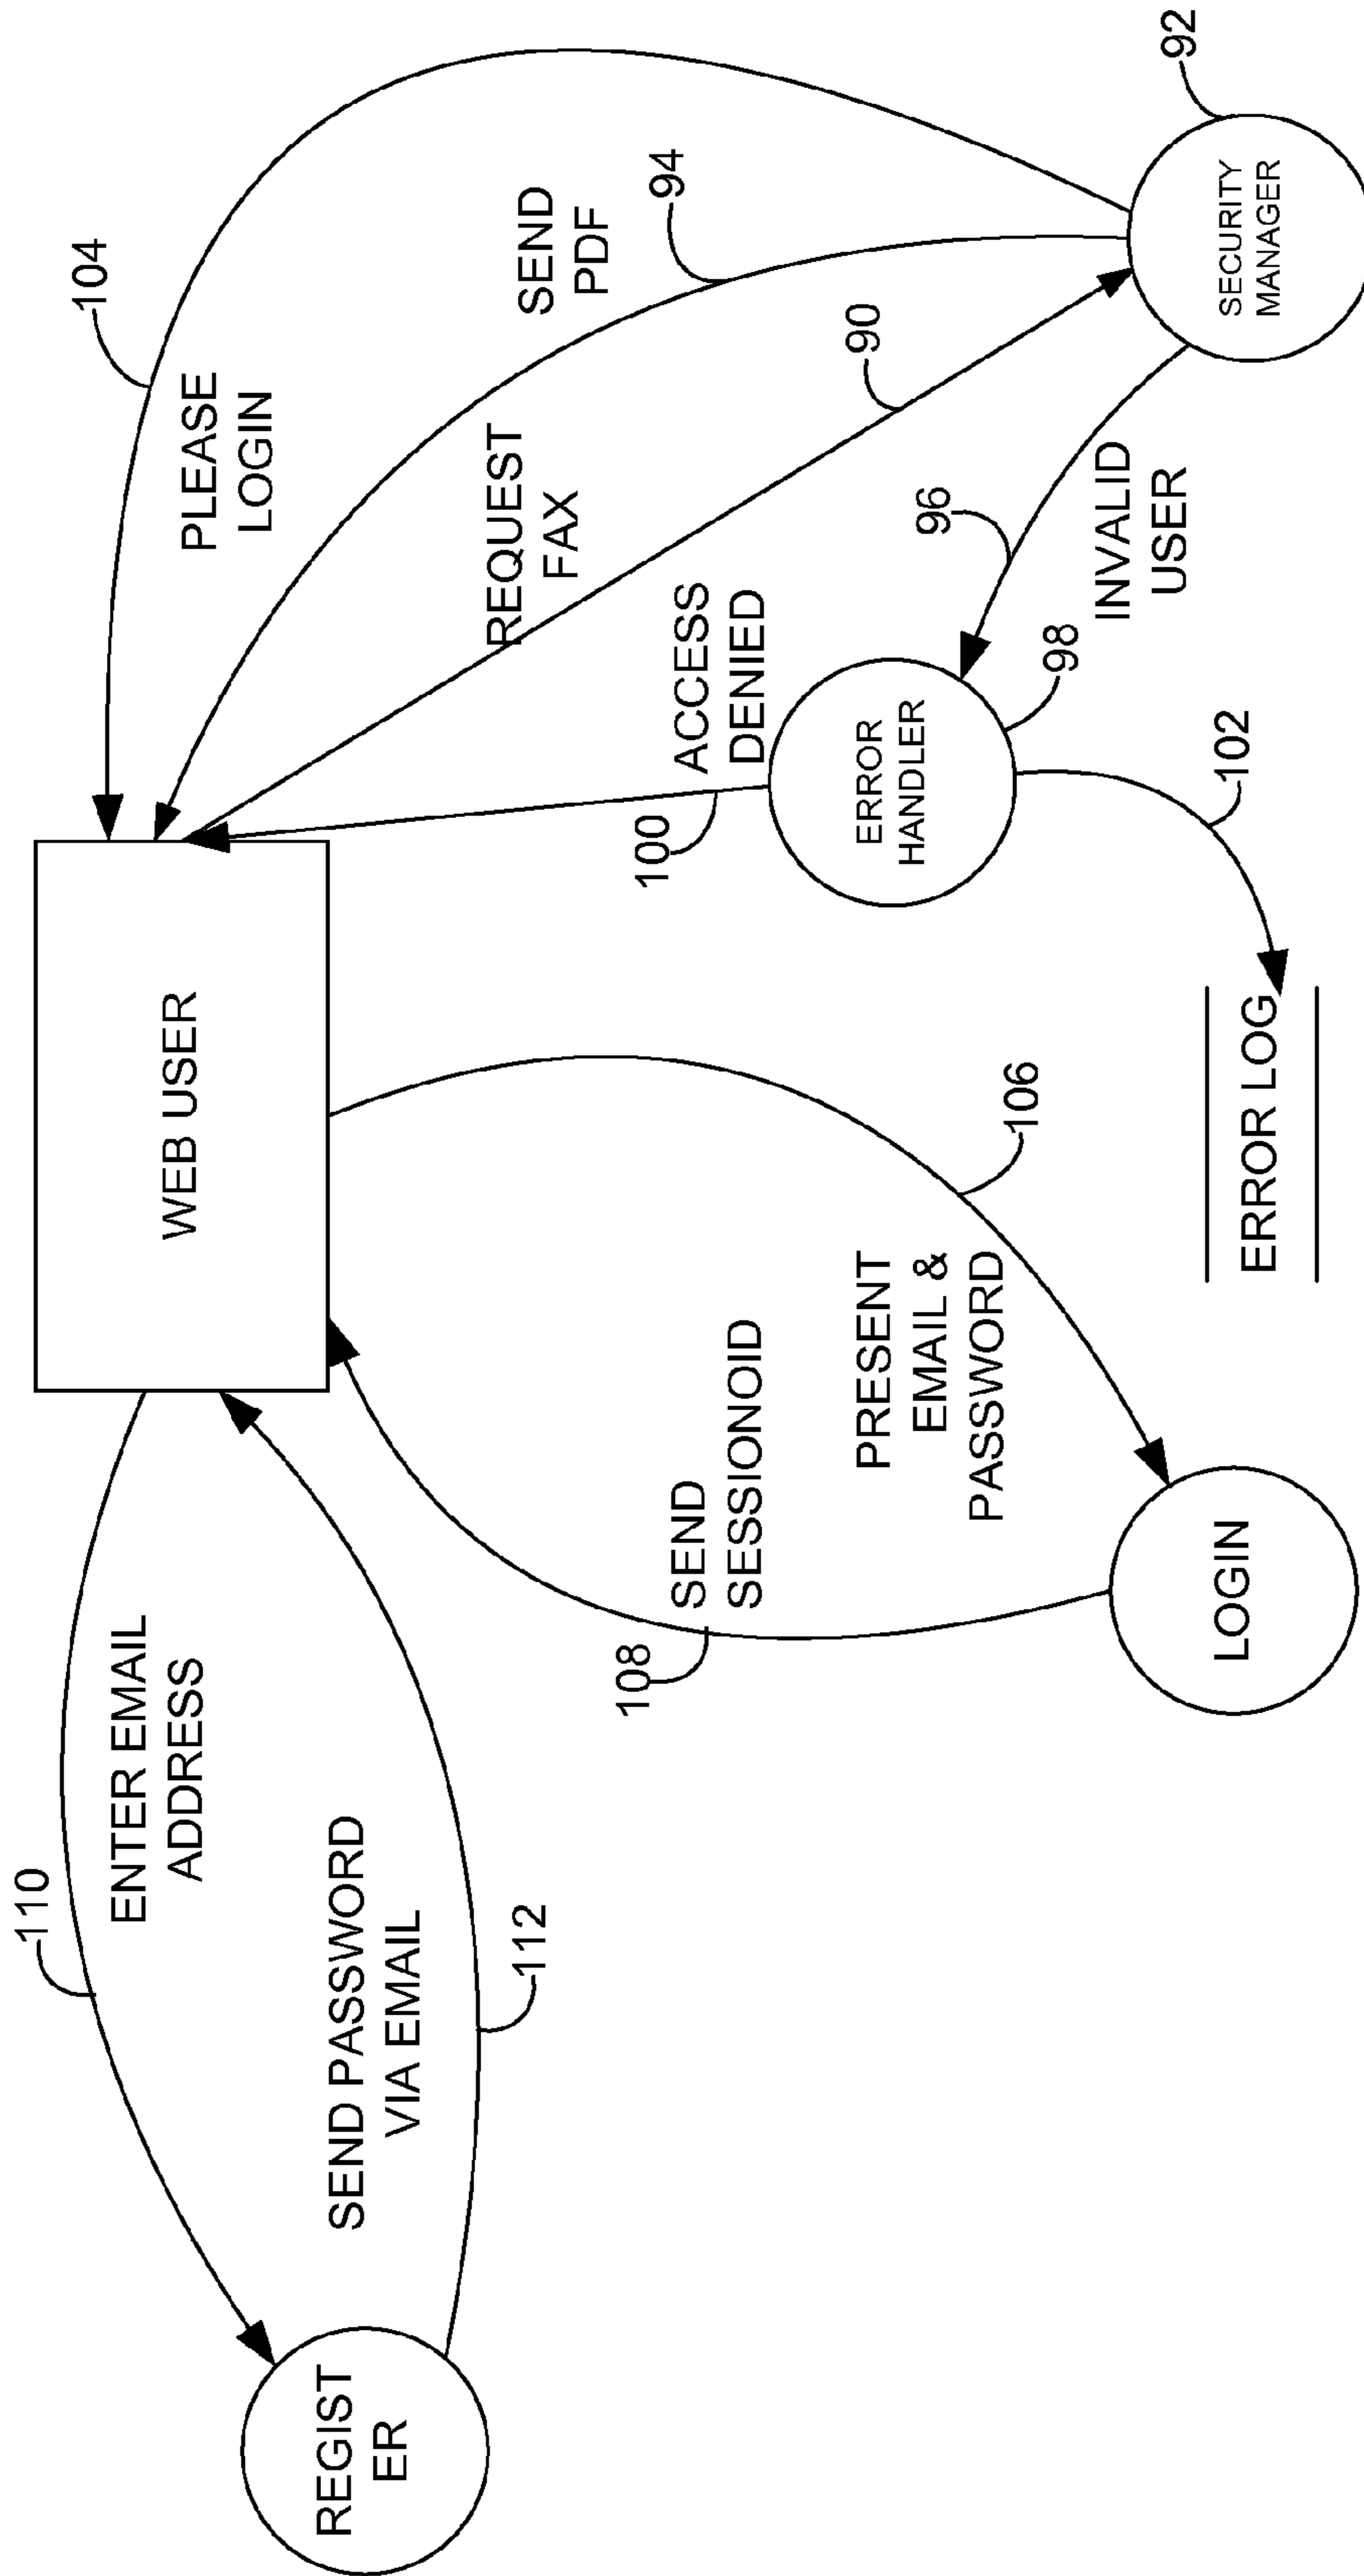 110
ENTER EMAIL
ADDRESS
SEND PASSWORD
VIA EMAIL
112
REGIST
ER
WEB USER
104
PLEASE
LOGIN
SEND
PDF
94
REQUEST
FAX
90
ACCESS
DENIED
100
96
INVALID
USER
SECURITY
MANAGER
92
ERROR
HANDLER
98
102
108
SEND
SESSIONOID
PRESENT
EMAIL &
PASSWORD
106
LOGIN
ERROR LOG